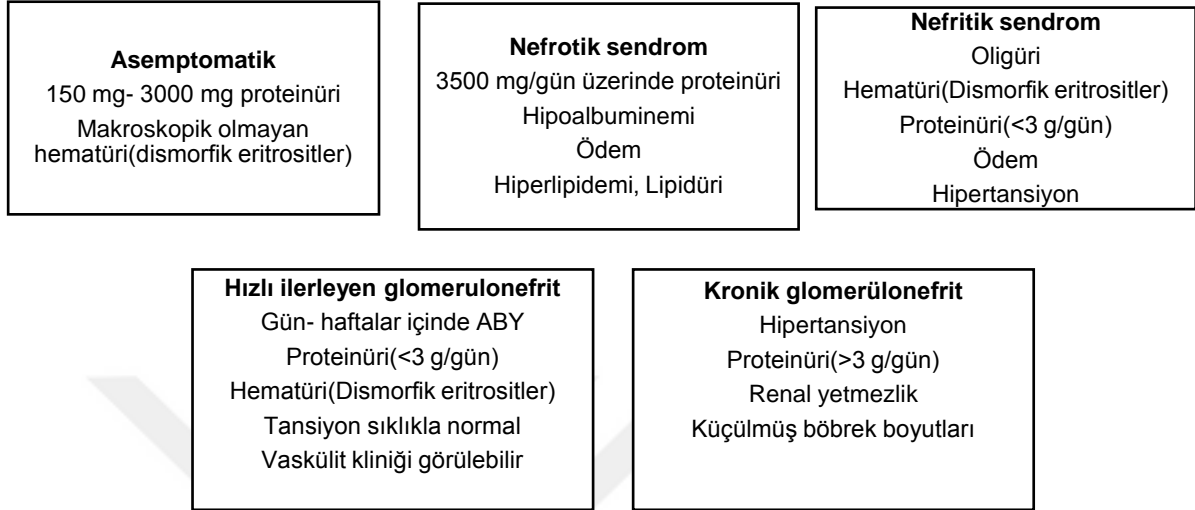 Asemptomatik
150 mg- 3000 mg proteinüri
Makroskopik olmayan
hematüri(dismorfik eritrositler)
Nefrotik sendrom
3500 mg/gün üzerinde proteinüri
Hipoalbuminemi
Ödem
Hiperlipidemi, Lipidüri
Nefritik sendrom
Oligüri
Hematüri(Dismorfik eritrositler)
Proteinüri(<3 g/gün)
Ödem
Hipertansiyon
Hızlı ilerleyen glomerulonefrit
Gün- haftalar içinde ABY
Proteinüri(<3 g/gün)
Hematüri(Dismorfik eritrositler)
Tansiyon sıklıkla normal
Vaskülit kliniği görülebilir
Kronik glomerülonefrit
Hipertansiyon
Proteinüri(>3 g/gün)
Renal yetmezlik
Küçülmüş böbrek boyutları